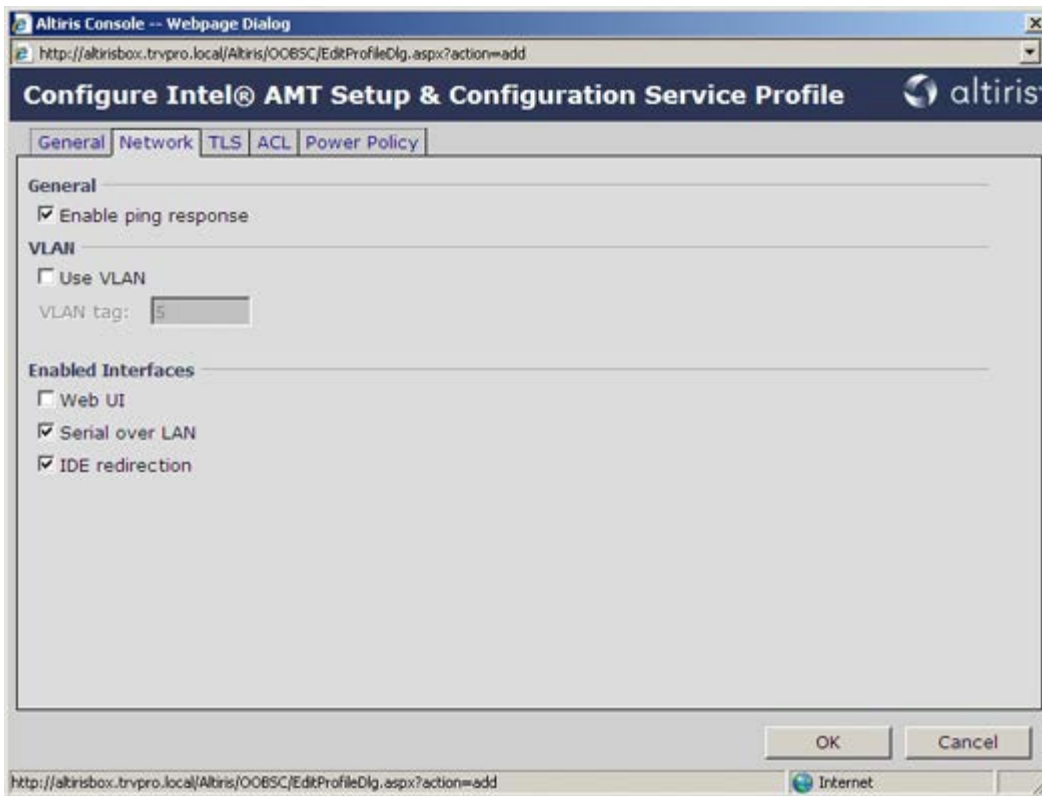 Altiris Console -- Webpage Dialog
http://altirisbox.trvpro.local/Altiris/OOBSC/EditProfileDlg.aspx?action=add
Configure Intel® AMT Setup & Configuration Service Profile
altiris
General Network TLS ACL Power Policy
General
Enable ping response
VLAN
Use VLAN
VLAN tag: 5
Enabled Interfaces
Web UI
Serial over LAN
IDE redirection
OK Cancel
http://altirisbox.trvpro.local/Altiris/OOBSC/EditProfileDlg.aspx?action=add Internet